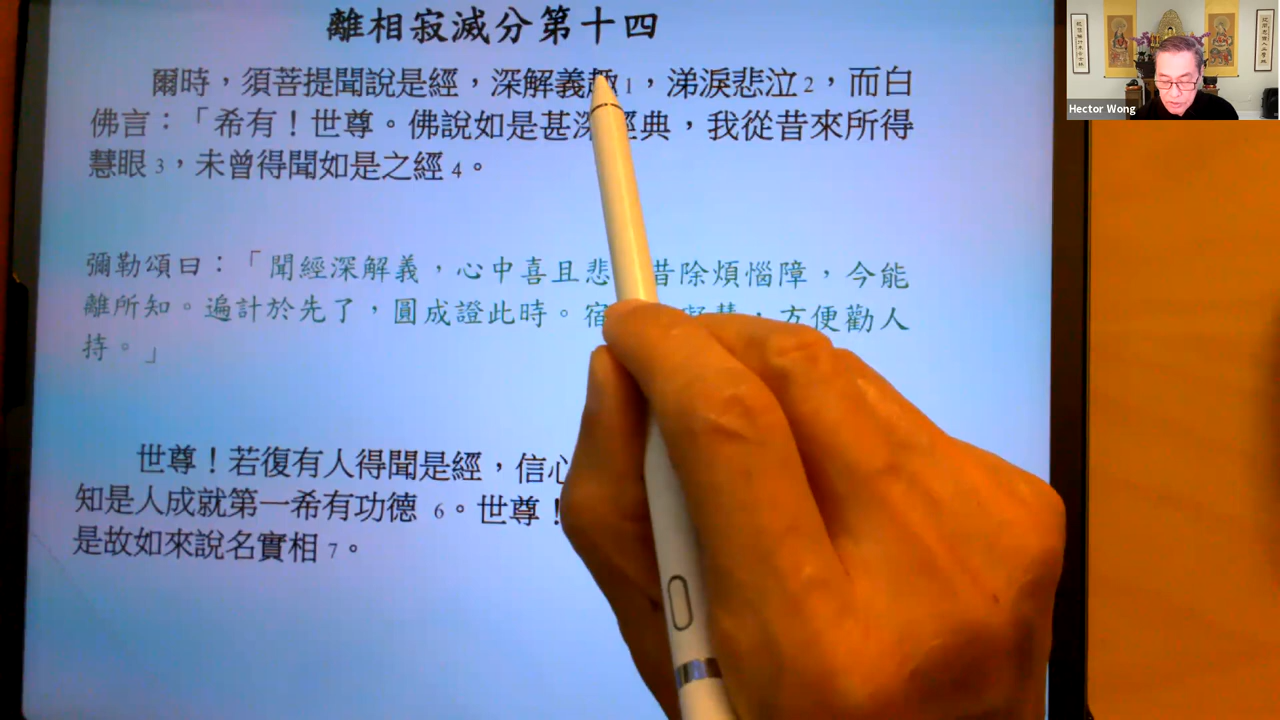 離相寂滅分第十四
爾時，須菩提聞說是經，深解義趣1，涕淚悲泣2，而白
佛言：「希有！世尊。佛說如是甚深經典，我從昔來所得
慧眼3，未曾得聞如是之經4。
彌勒頌曰：「聞經深解義，心中喜且悲 昔除煩惱障，今能
離所知。遍計於先了，圓成證此時。宿 慧，方便勸人
持。」
世尊！若復有人得聞是經，信心
知是人成就第一希有功德 6。世尊！
是故如來說名實相7。
Hector Wong